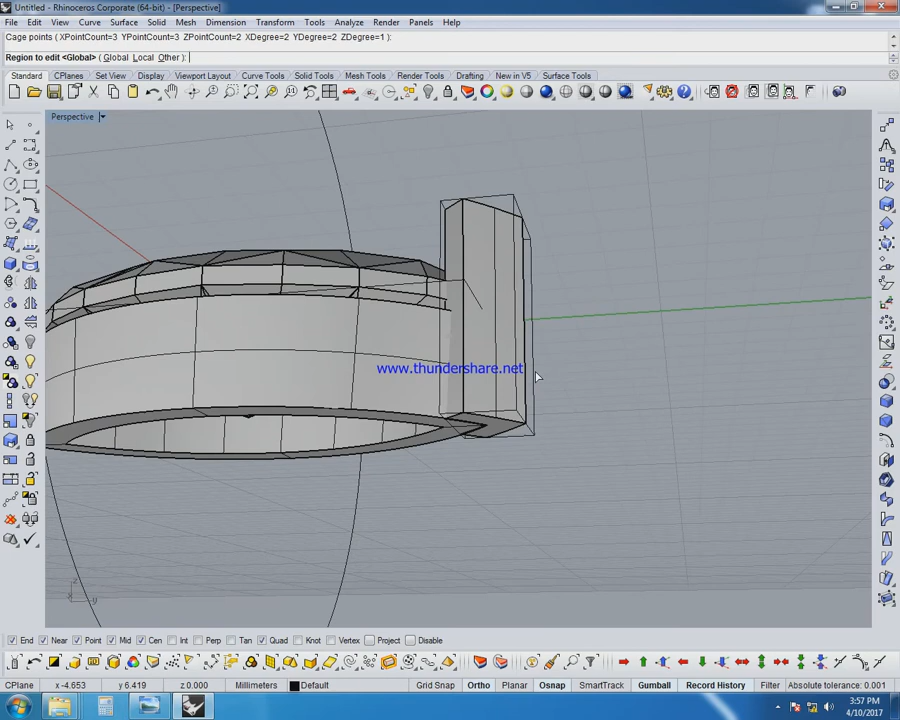 Untitled - Rhinoceros Corporate (64-bit) - [Perspective]
File Edit View Curve Surface Solid Mesh Dimension Transform Tools Analyze Render Panels Help
Cage points ( XPointCount=3 YPointCount=3 ZPointCount=2 XDegree=2 YDegree=2 ZDegree=1 ):
Region to edit <Global> ( Global Local Other ):
Standard CPlanes Set View Display Viewport Layout Curve Tools Solid Tools Mesh Tools Render Tools Drafting New in V5 Surface Tools
Perspective
www.thundershare.net
z
x y
End Near Point Mid Cen Int Perp Tan Quad Knot Vertex Project Disable
CPlane x -4.653 y 6.419 z 0.000 Millimeters Default Grid Snap Ortho Planar Osnap SmartTrack Gumball Record History Filter Absolute tolerance: 0.001
3:57 PM
4/10/2017